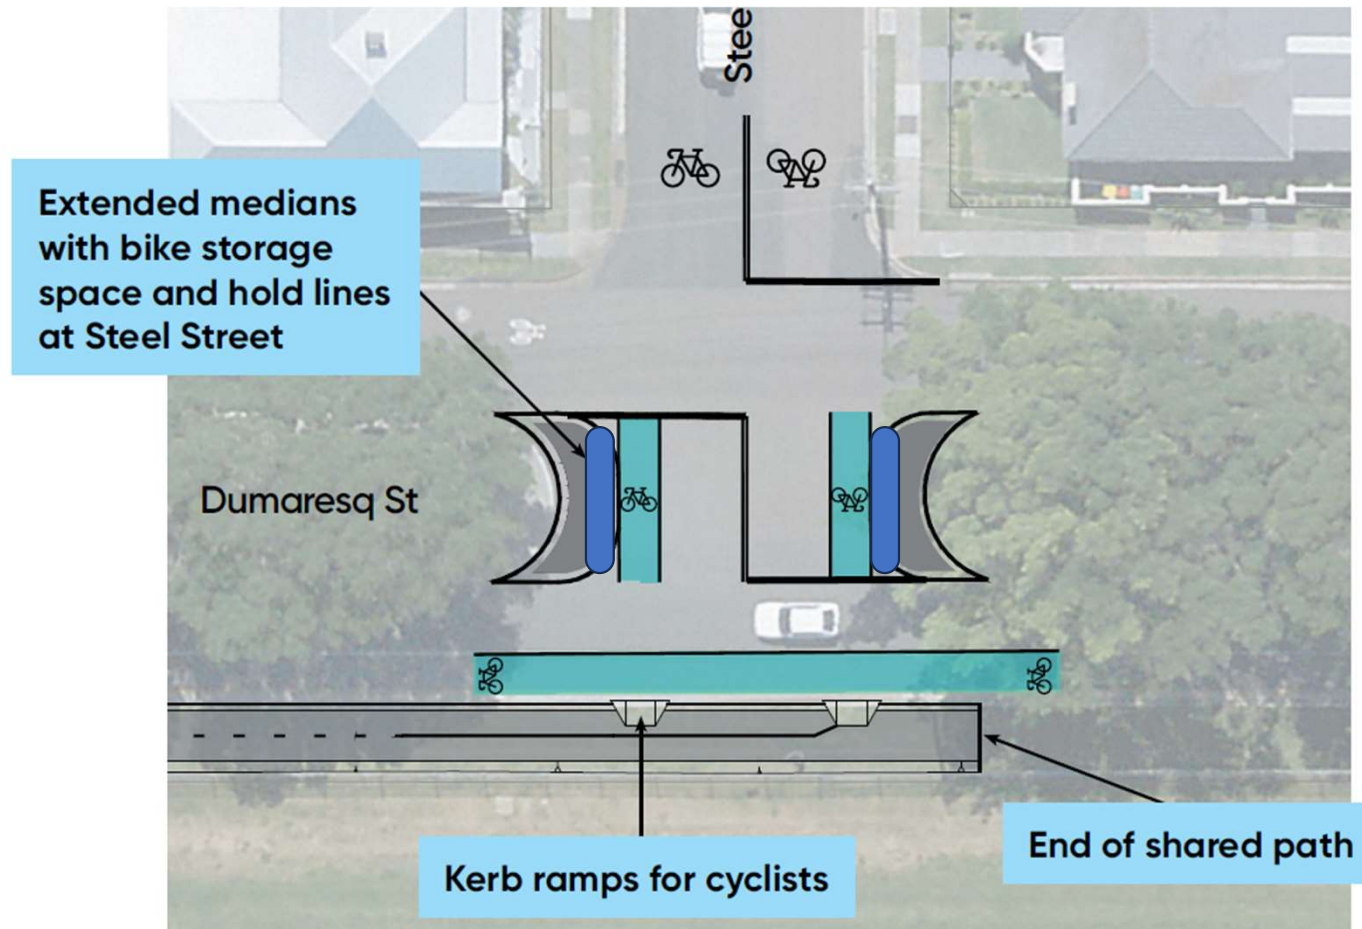 Stee
Extended medians
with bike storage
space and hold lines
at Steel Street
Dumaresq St
Kerb ramps for cyclists
End of shared path